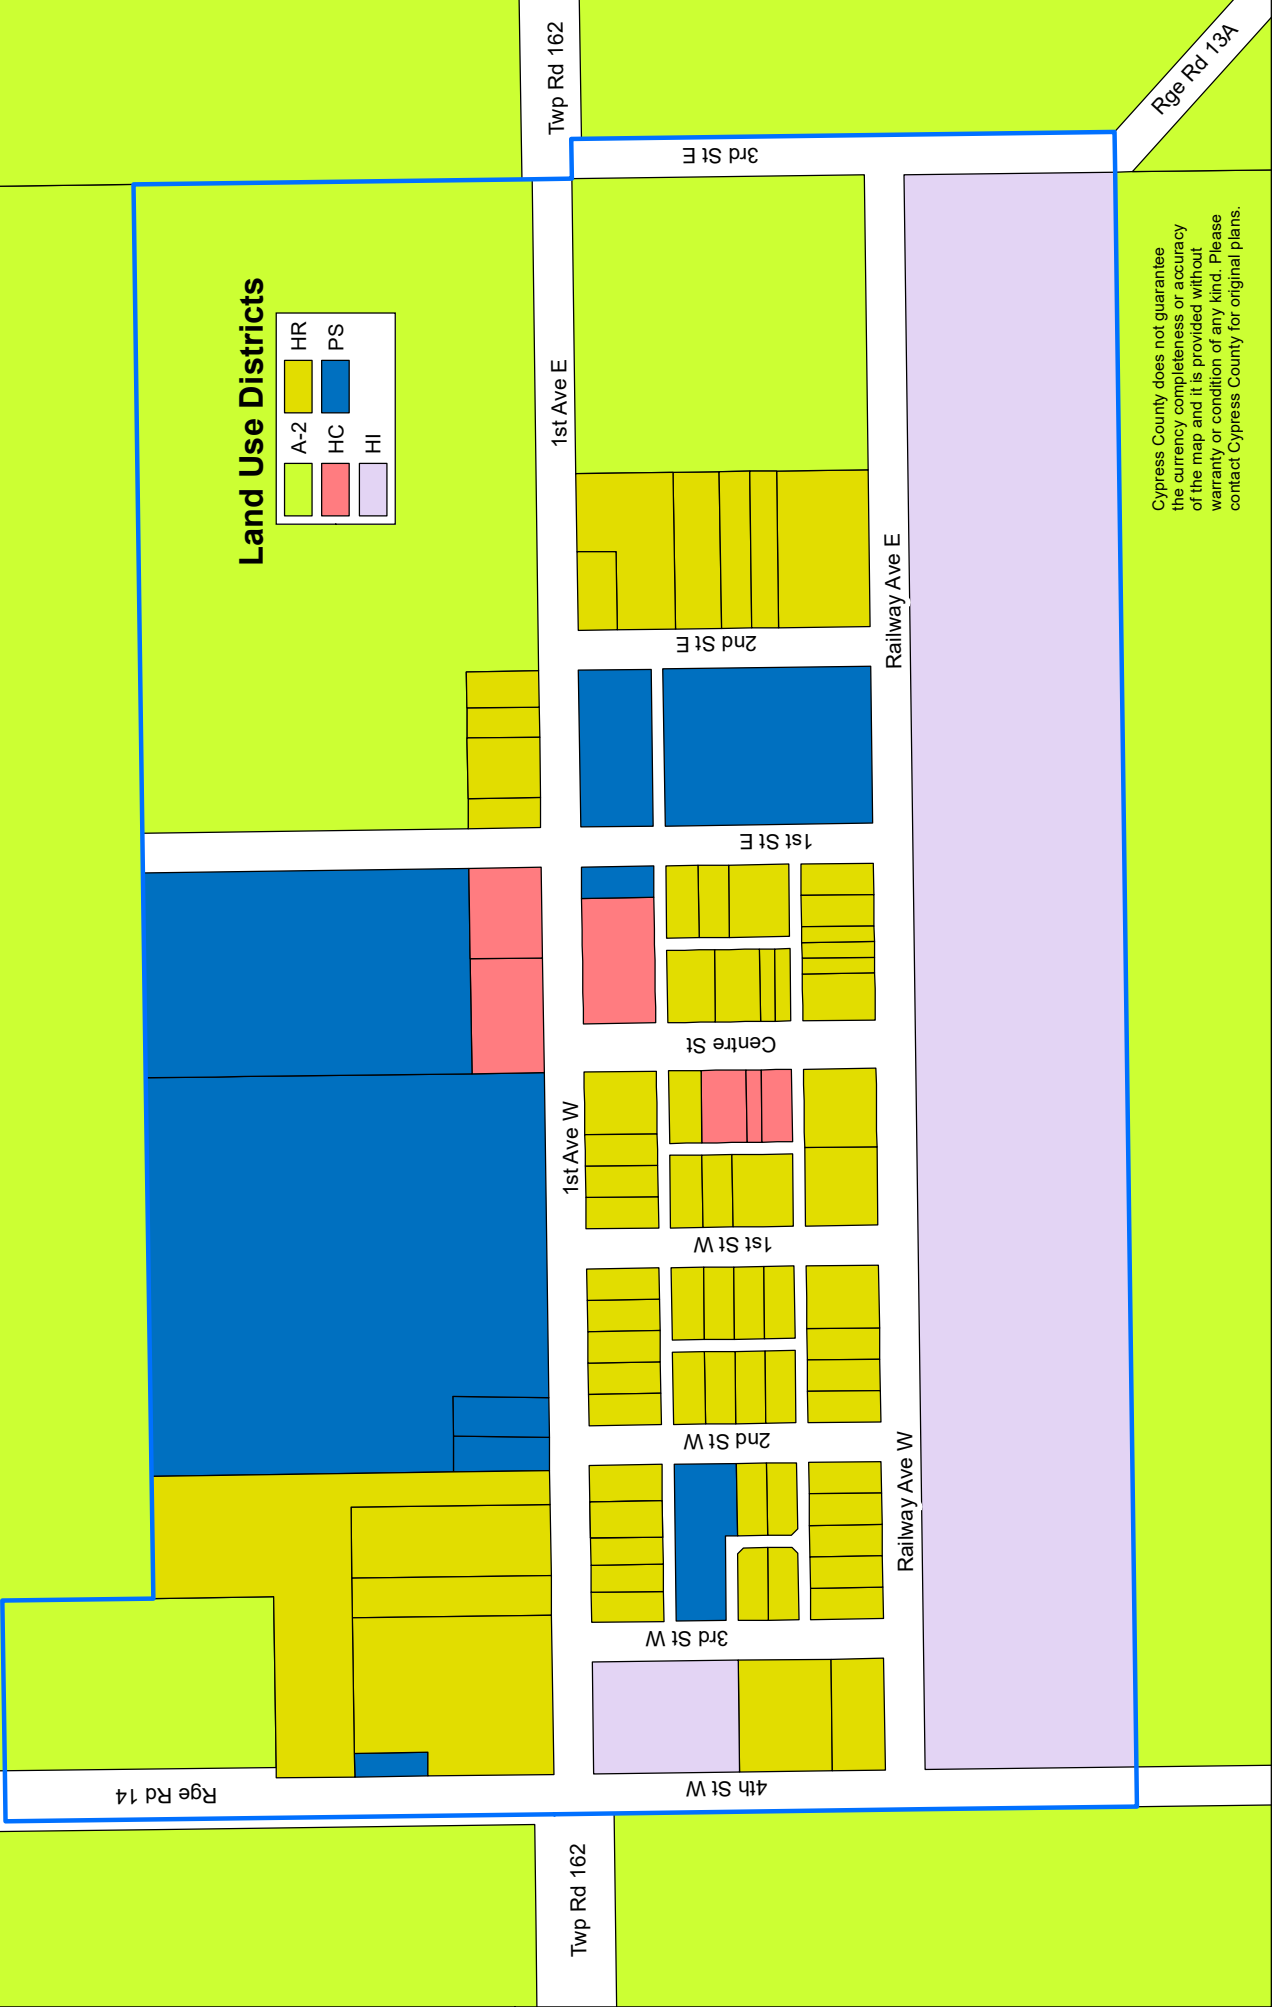 Land Use Districts
A-2
HR
HC
PS
HI
Twp Rd 162
Rge Rd 13A
3rd St E
1st Ave E
Railway Ave E
2nd St E
1st St E
Centre St
1st Ave W
1st St W
2nd St W
Railway Ave W
3rd St W
4th St W
Rge Rd 14
Twp Rd 162
Cypress County does not guarantee
the currency completeness or accuracy
of the map and it is provided without
warranty or condition of any kind. Please
contact Cypress County for original plans.